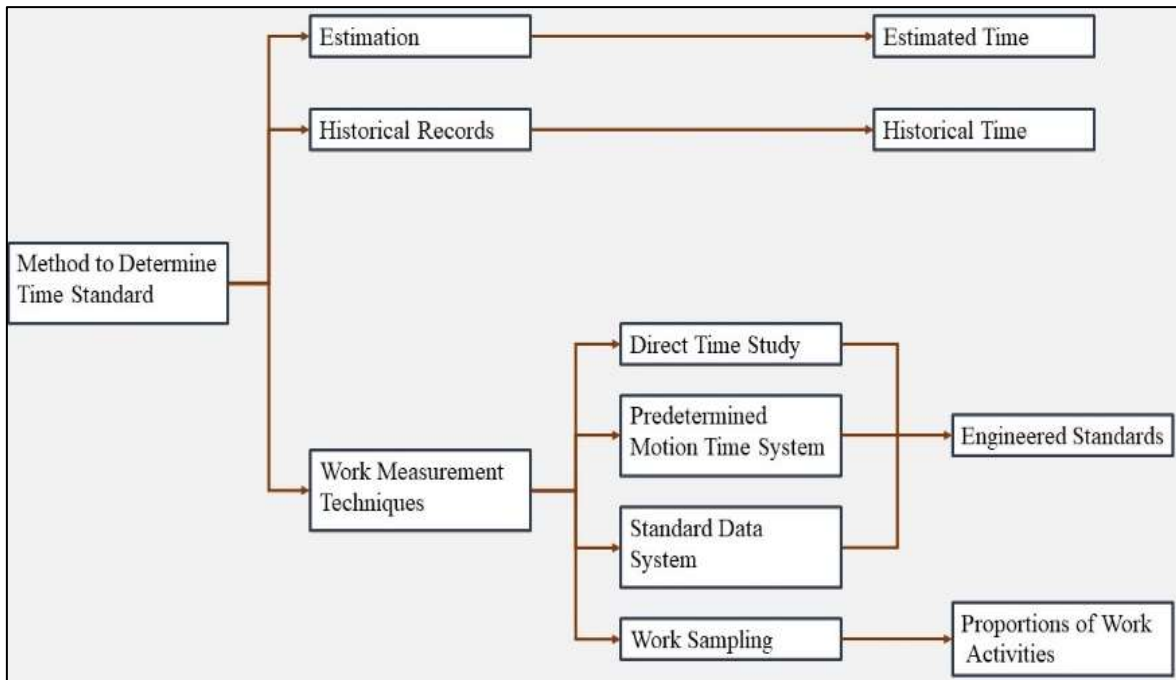 Estimation
Estimated Time
Historical Records
Historical Time
Method to Determine
Time Standard
Direct Time Study
Predetermined
Motion Time System
Engineered Standards
Work Measurement
Techniques
Standard Data
System
Work Sampling
Proportions of Work
Activities